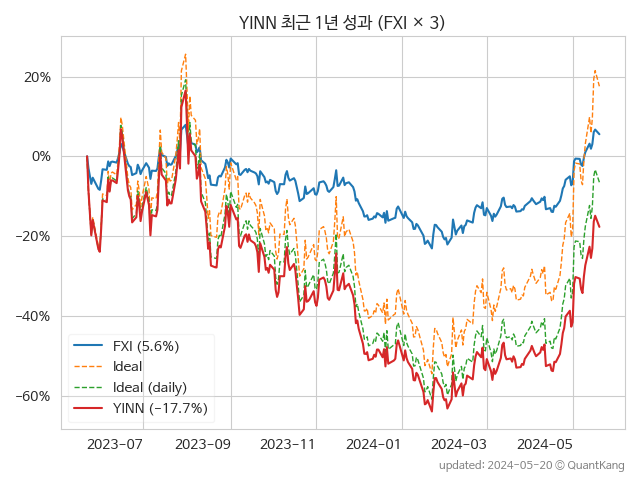 YINN 최근 1년 성과 (FXI × 3)
20%
0%
−20%
−40%
−60%
FXI (5.6%)
Ideal
Ideal (daily)
YINN (−17.7%)
2023-07
2023-09
2023-11
2024-01
2024-03
2024-05
updated: 2024-05-20 ⓒ QuantKang